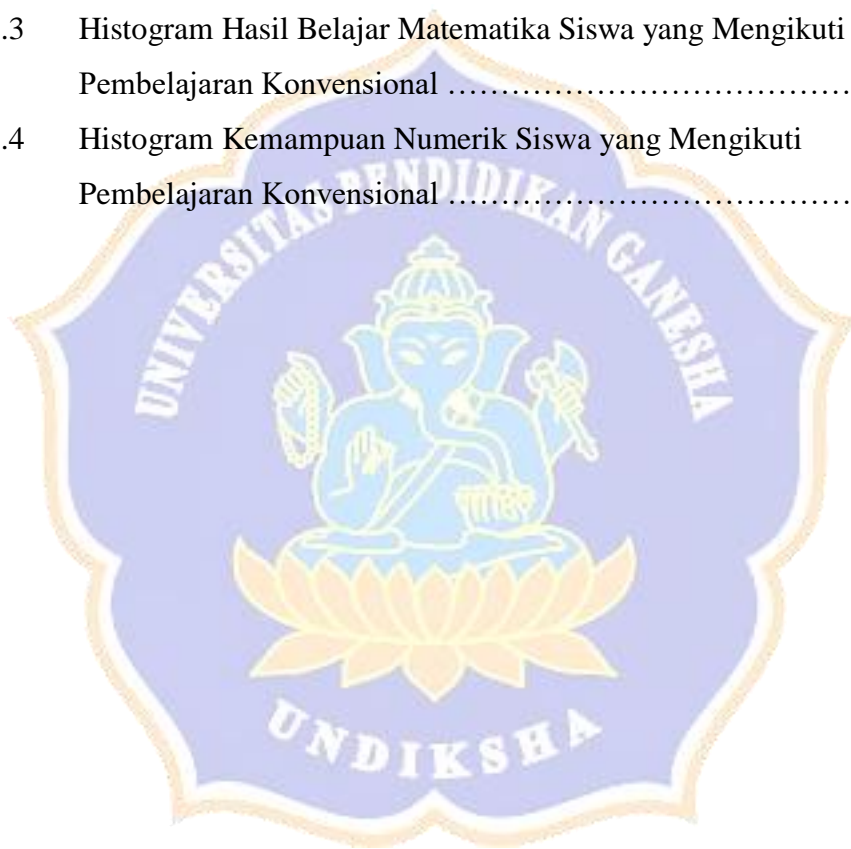 .3 Histogram Hasil Belajar Matematika Siswa yang Mengikuti
Pembelajaran Konvensional ……………………………………
.4 Histogram Kemampuan Numerik Siswa yang Mengikuti
Pembelajaran Konvensional ……………………………………
UNIVERSITAS PENDIDIKAN GANESHA
UNDIKSHA